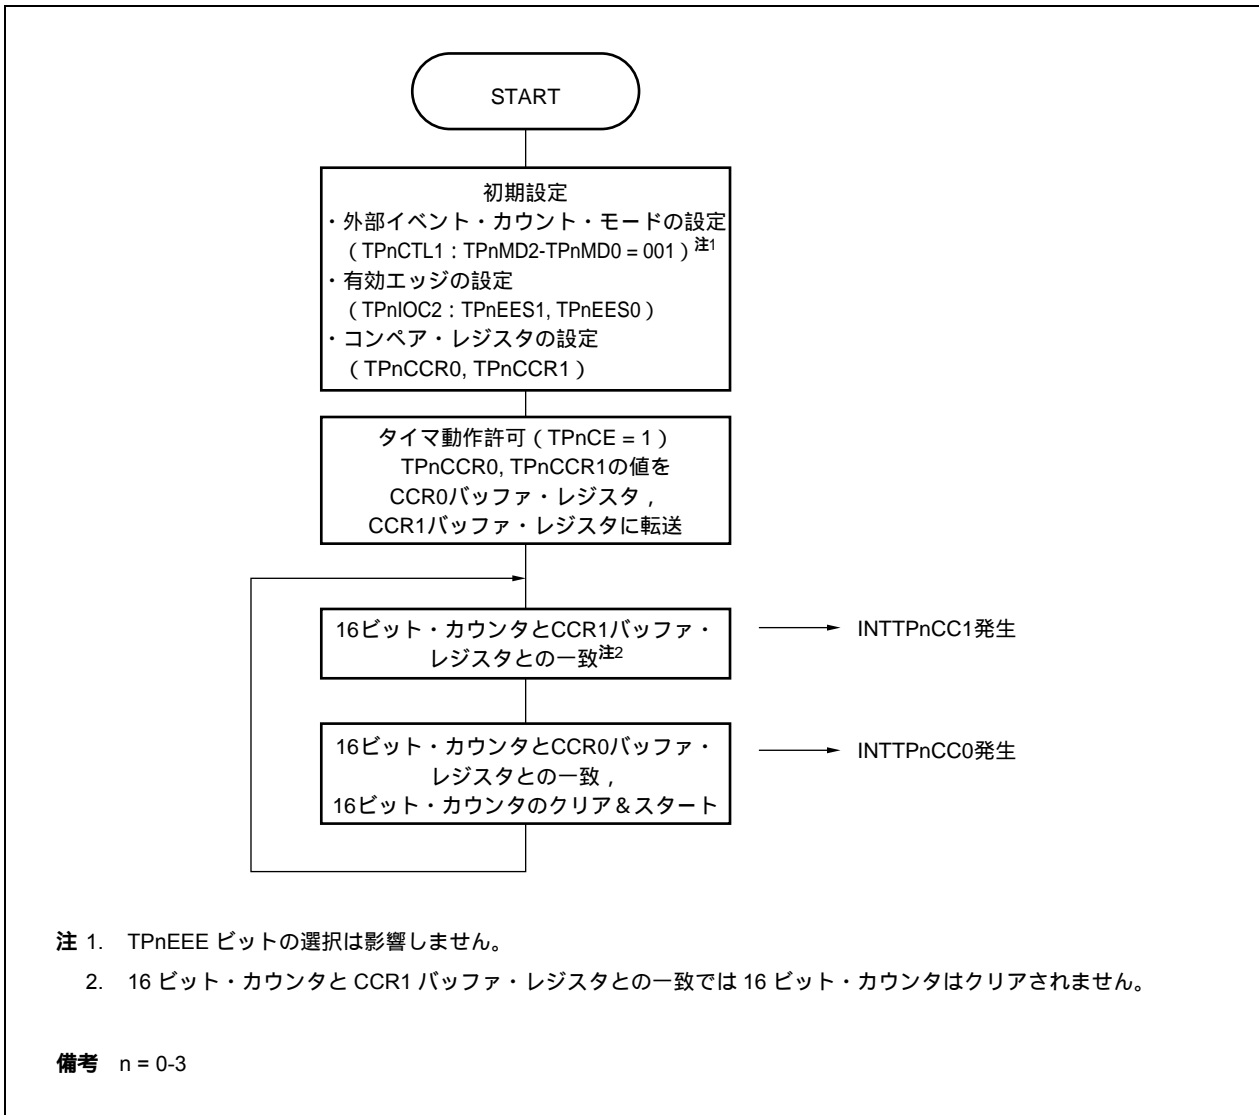 START
初期設定
・外部イベント・カウント・モードの設定
（TPnCTL1：TPnMD2-TPnMD0 = 001）注1
・有効エッジの設定
（TPnIOC2：TPnEES1, TPnEES0）
・コンペア・レジスタの設定
（TPnCCR0, TPnCCR1）
タイマ動作許可（TPnCE = 1）
TPnCCR0, TPnCCR1の値を
CCR0バッファ・レジスタ，
CCR1バッファ・レジスタに転送
16ビット・カウンタとCCR1バッファ・
レジスタとの一致注2
INTTPnCC1発生
16ビット・カウンタとCCR0バッファ・
レジスタとの一致，
16ビット・カウンタのクリア＆スタート
INTTPnCC0発生
注 1. TPnEEE ビットの選択は影響しません。
2. 16 ビット・カウンタと CCR1 バッファ・レジスタとの一致では 16 ビット・カウンタはクリアされません。
備考 n = 0-3